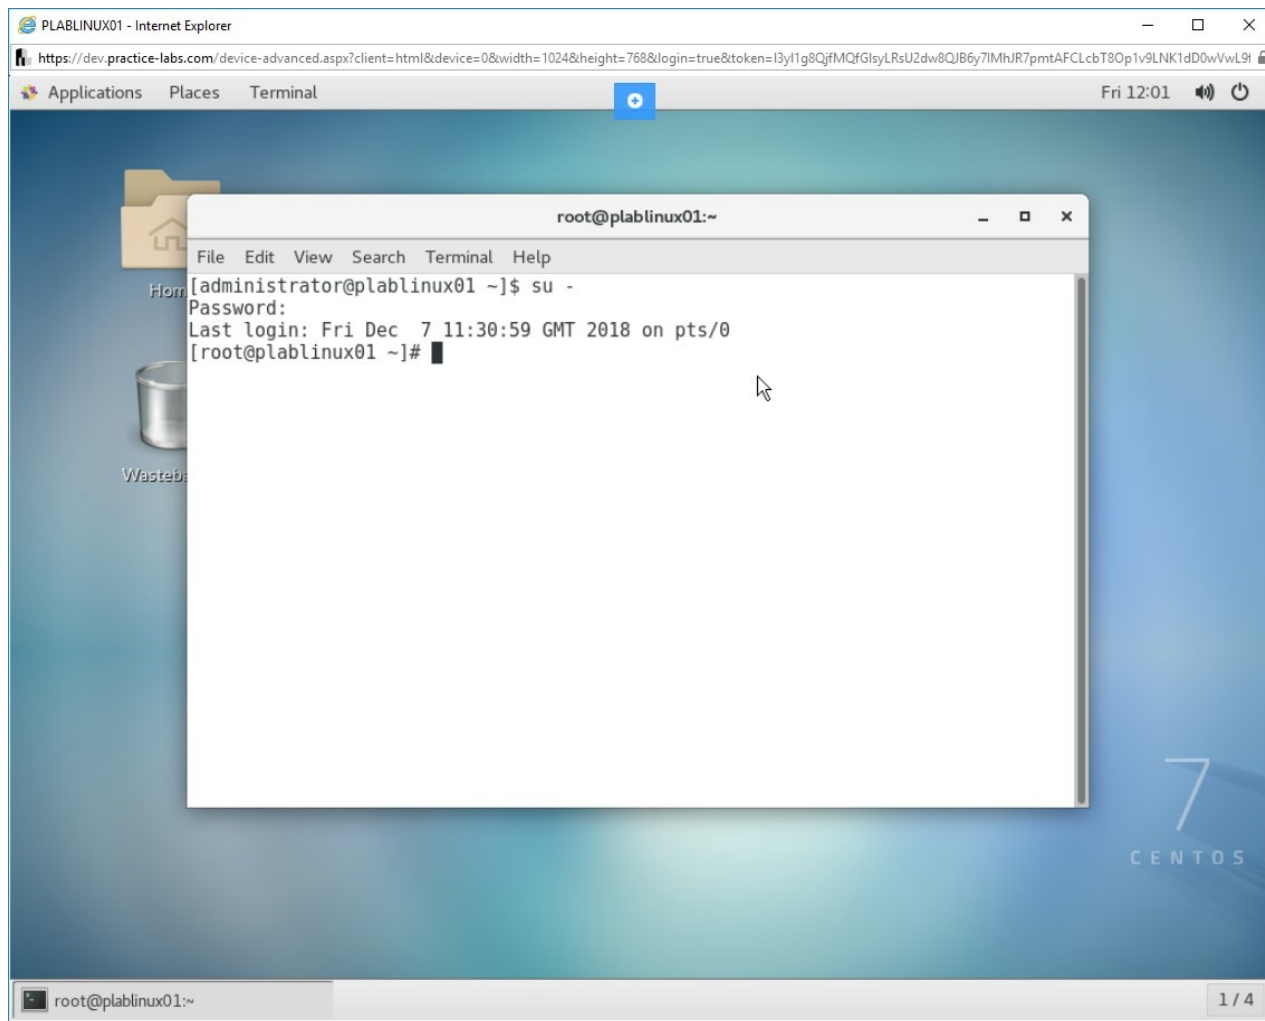 PLABLINUX01 - Internet Explorer
https://dev.practice-labs.com/device-advanced.aspx?client=html&device=0&width=1024&height=768&login=true&token=
Applications Places Terminal Fri 12:01
root@plablinux01:~
File Edit View Search Terminal Help
[administrator@plablinux01 ~]$ su -
Password:
Last login: Fri Dec  7 11:30:59 GMT 2018 on pts/0
[root@plablinux01 ~]#
7
CENTOS
root@plablinux01:~
1 / 4